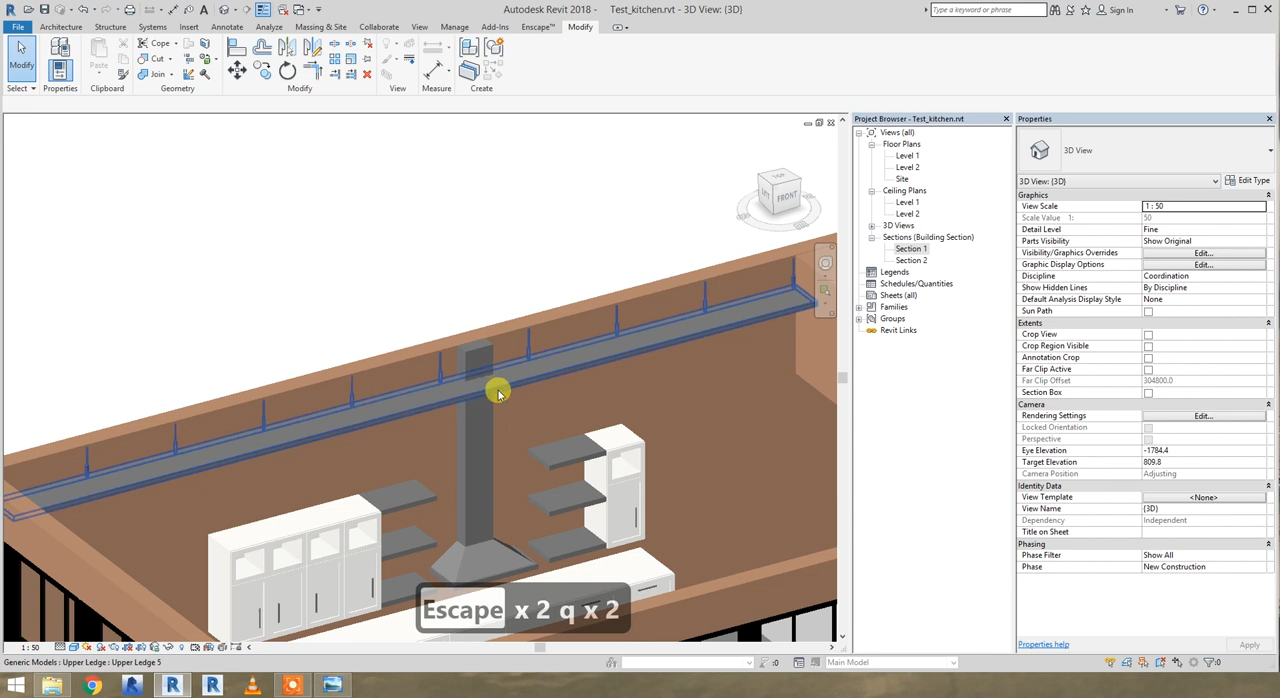 Autodesk Revit 2018 - Test_kitchen.rvt - 3D View: {3D}
Type a keyword or phrase
Sign In
File Architecture Structure Systems Insert Annotate Analyze Massing & Site Collaborate View Manage Add-Ins Enscape™ Modify
Modify
Properties
Paste
Cope
Cut
Join
Select
Properties
Clipboard
Geometry
Modify
View
Measure
Create
Project Browser - Test_kitchen.rvt
Views (all)
Floor Plans
Level 1
Level 2
Site
Ceiling Plans
Level 1
Level 2
3D Views
Sections (Building Section)
Section 1
Section 2
Legends
Schedules/Quantities
Sheets (all)
Families
Groups
Revit Links
Properties
3D View
3D View: {3D}
Edit Type
Graphics
View Scale 1 : 50
Scale Value 1: 50
Detail Level Fine
Parts Visibility Show Original
Visibility/Graphics Overrides Edit...
Graphic Display Options Edit...
Discipline Coordination
Show Hidden Lines By Discipline
Default Analysis Display Style None
Sun Path
Extents
Crop View
Crop Region Visible
Annotation Crop
Far Clip Active
Far Clip Offset 304800.0
Section Box
Camera
Rendering Settings Edit...
Locked Orientation
Perspective
Eye Elevation -1784.4
Target Elevation 809.8
Camera Position Adjusting
Identity Data
View Template <None>
View Name {3D}
Dependency Independent
Title on Sheet
Phasing
Phase Filter Show All
Phase New Construction
Properties help
Apply
TOP
LEFT
FRONT
Escape x 2 q x 2
1 : 50
Generic Models : Upper Ledge : Upper Ledge 5
:0
Main Model
:0